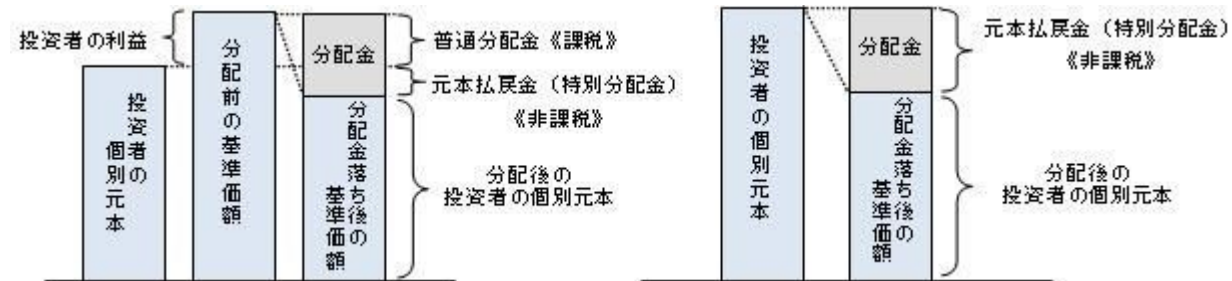 投資者の利益
投資者の
個別元本
分配前の基準価額
分配金
分配金落ち後の
基準価額
普通分配金《課税》
元本払戻金（特別分配金）
《非課税》
分配後の
投資者の個別元本
投資者の個別元本
分配金
分配金落ち後の
基準価額
元本払戻金（特別分配金）
《非課税》
分配後の
投資者の個別元本